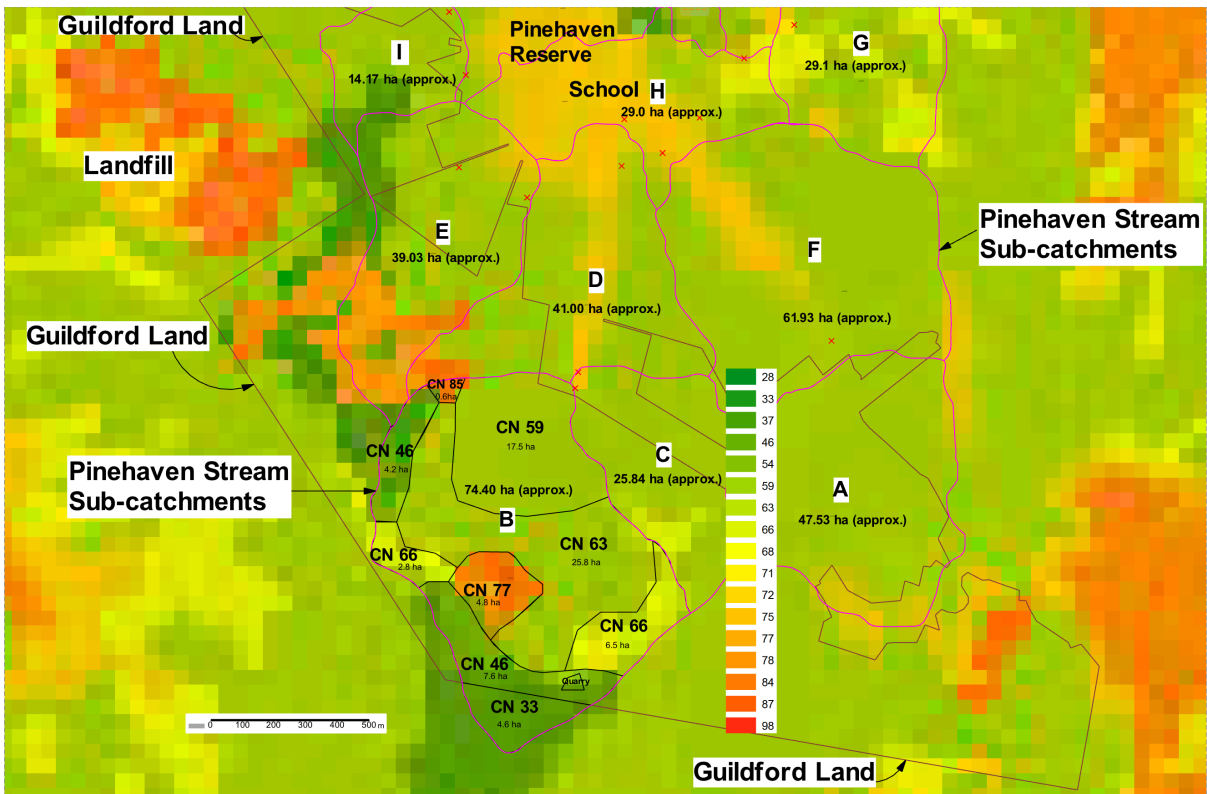 Guildford Land
Pinehaven
Reserve
I
14.17 ha (approx.)
G
29.1 ha (approx.)
School
H
29.0 ha (approx.)
Landfill
E
39.03 ha (approx.)
Pinehaven Stream
Sub-catchments
F
61.93 ha (approx.)
D
41.00 ha (approx.)
Guildford Land
CN 85
0.6ha
CN 59
17.5 ha
CN 46
4.2 ha
Pinehaven Stream
Sub-catchments
74.40 ha (approx.)
B
C
25.84 ha (approx.)
A
47.53 ha (approx.)
CN 63
25.8 ha
CN 66
2.8 ha
CN 77
4.8 ha
CN 66
6.5 ha
CN 46
7.6 ha
Quarry
CN 33
4.6 ha
28
33
37
46
54
59
63
66
68
71
72
75
77
78
84
87
98
0 100 200 300 400 500 m
Guildford Land